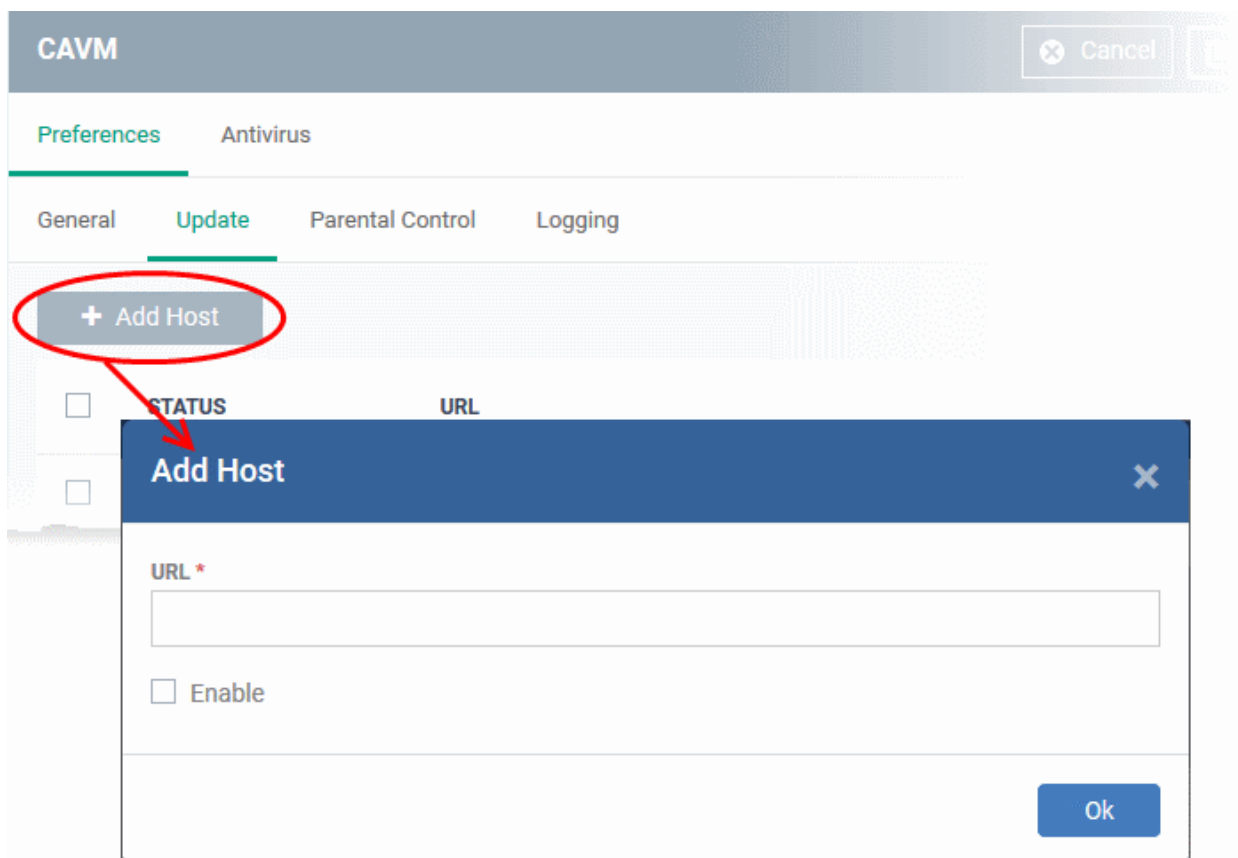 CAVM
Cancel
Preferences Antivirus
General Update Parental Control Logging
+ Add Host
STATUS URL
Add Host
URL *
Enable
Ok